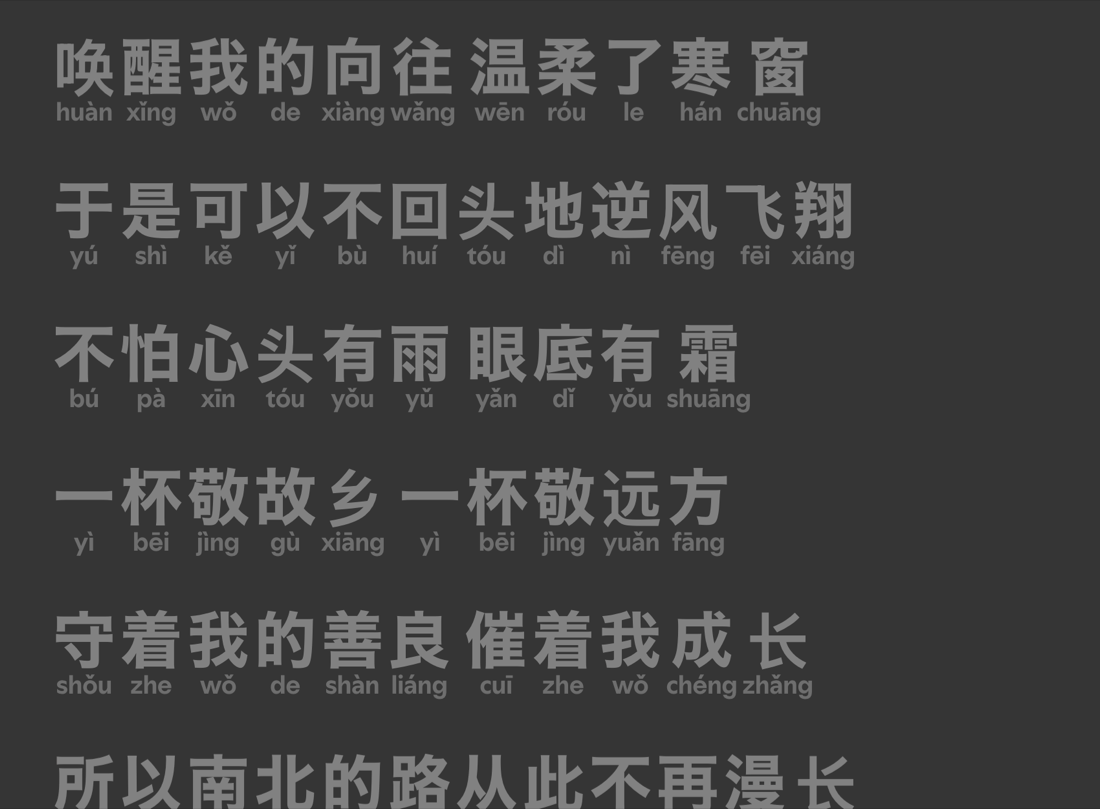 唤醒我的向往 温柔了寒窗
huàn xǐng wǒ de xiàng wǎng wēn róu le hán chuāng
于是可以不回头地逆风飞翔
yú shì kě yǐ bù huí tóu dì nì fēng fēi xiáng
不怕心头有雨 眼底有霜
bú pà xīn tóu yǒu yǔ yǎn dǐ yǒu shuāng
一杯敬故乡 一杯敬远方
yì bēi jìng gù xiāng yì bēi jìng yuǎn fāng
守着我的善良 催着我成长
shǒu zhe wǒ de shàn liáng cuī zhe wǒ chéng zhǎng
所以南北的路从此不再漫长